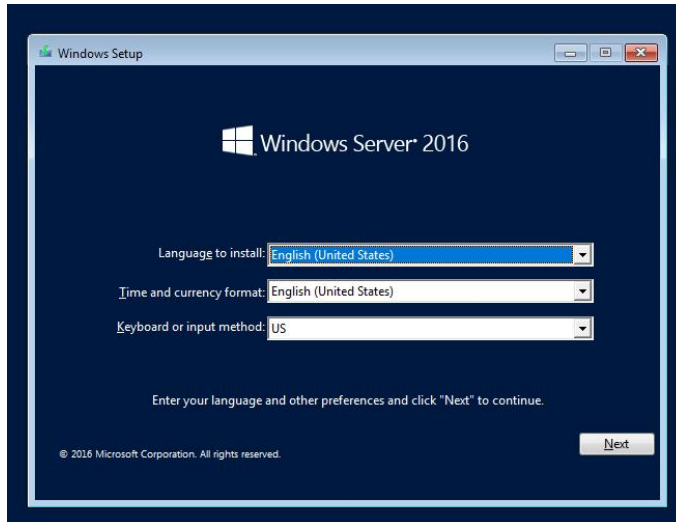 Windows Setup
Windows Server 2016
Language to install: English (United States)
Time and currency format: English (United States)
Keyboard or input method: US
Enter your language and other preferences and click "Next" to continue.
Next
© 2016 Microsoft Corporation. All rights reserved.